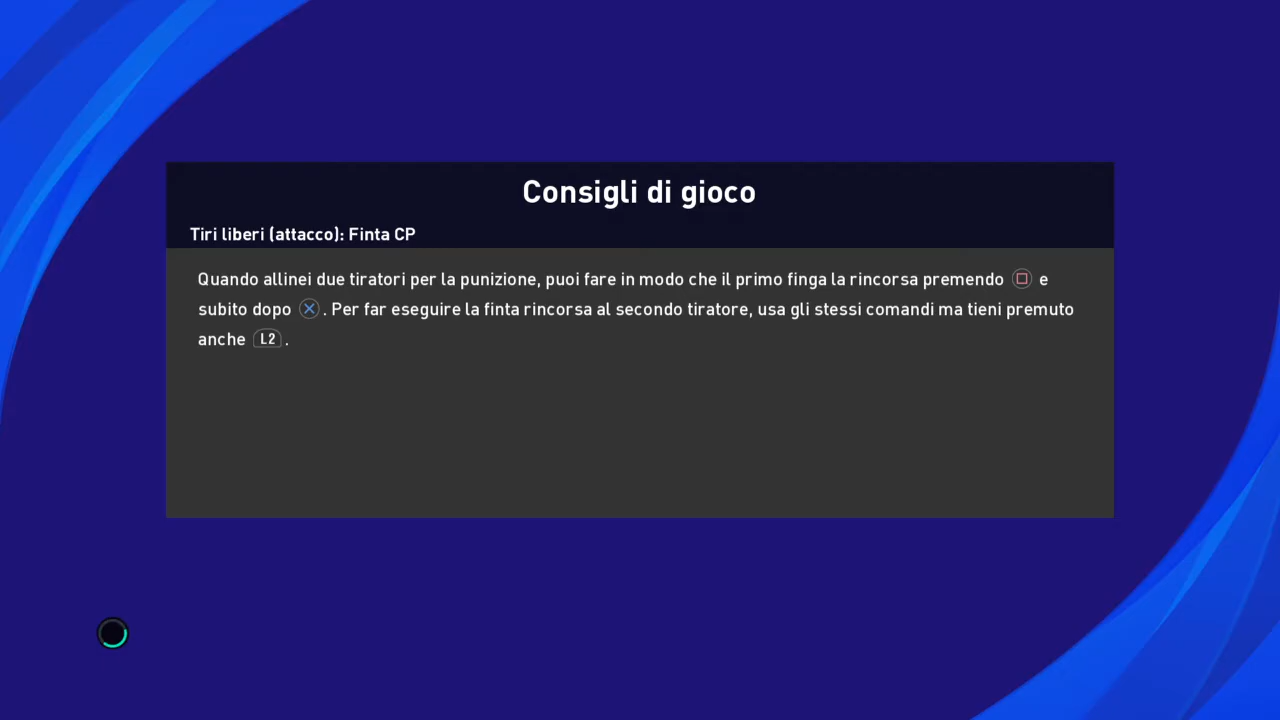 Consigli di gioco
Tiri liberi (attacco): Finta CP
Quando allinei due tiratori per la punizione, puoi fare in modo che il primo finga la rincorsa premendo □ e
subito dopo ✕. Per far eseguire la finta rincorsa al secondo tiratore, usa gli stessi comandi ma tieni premuto
anche L2.